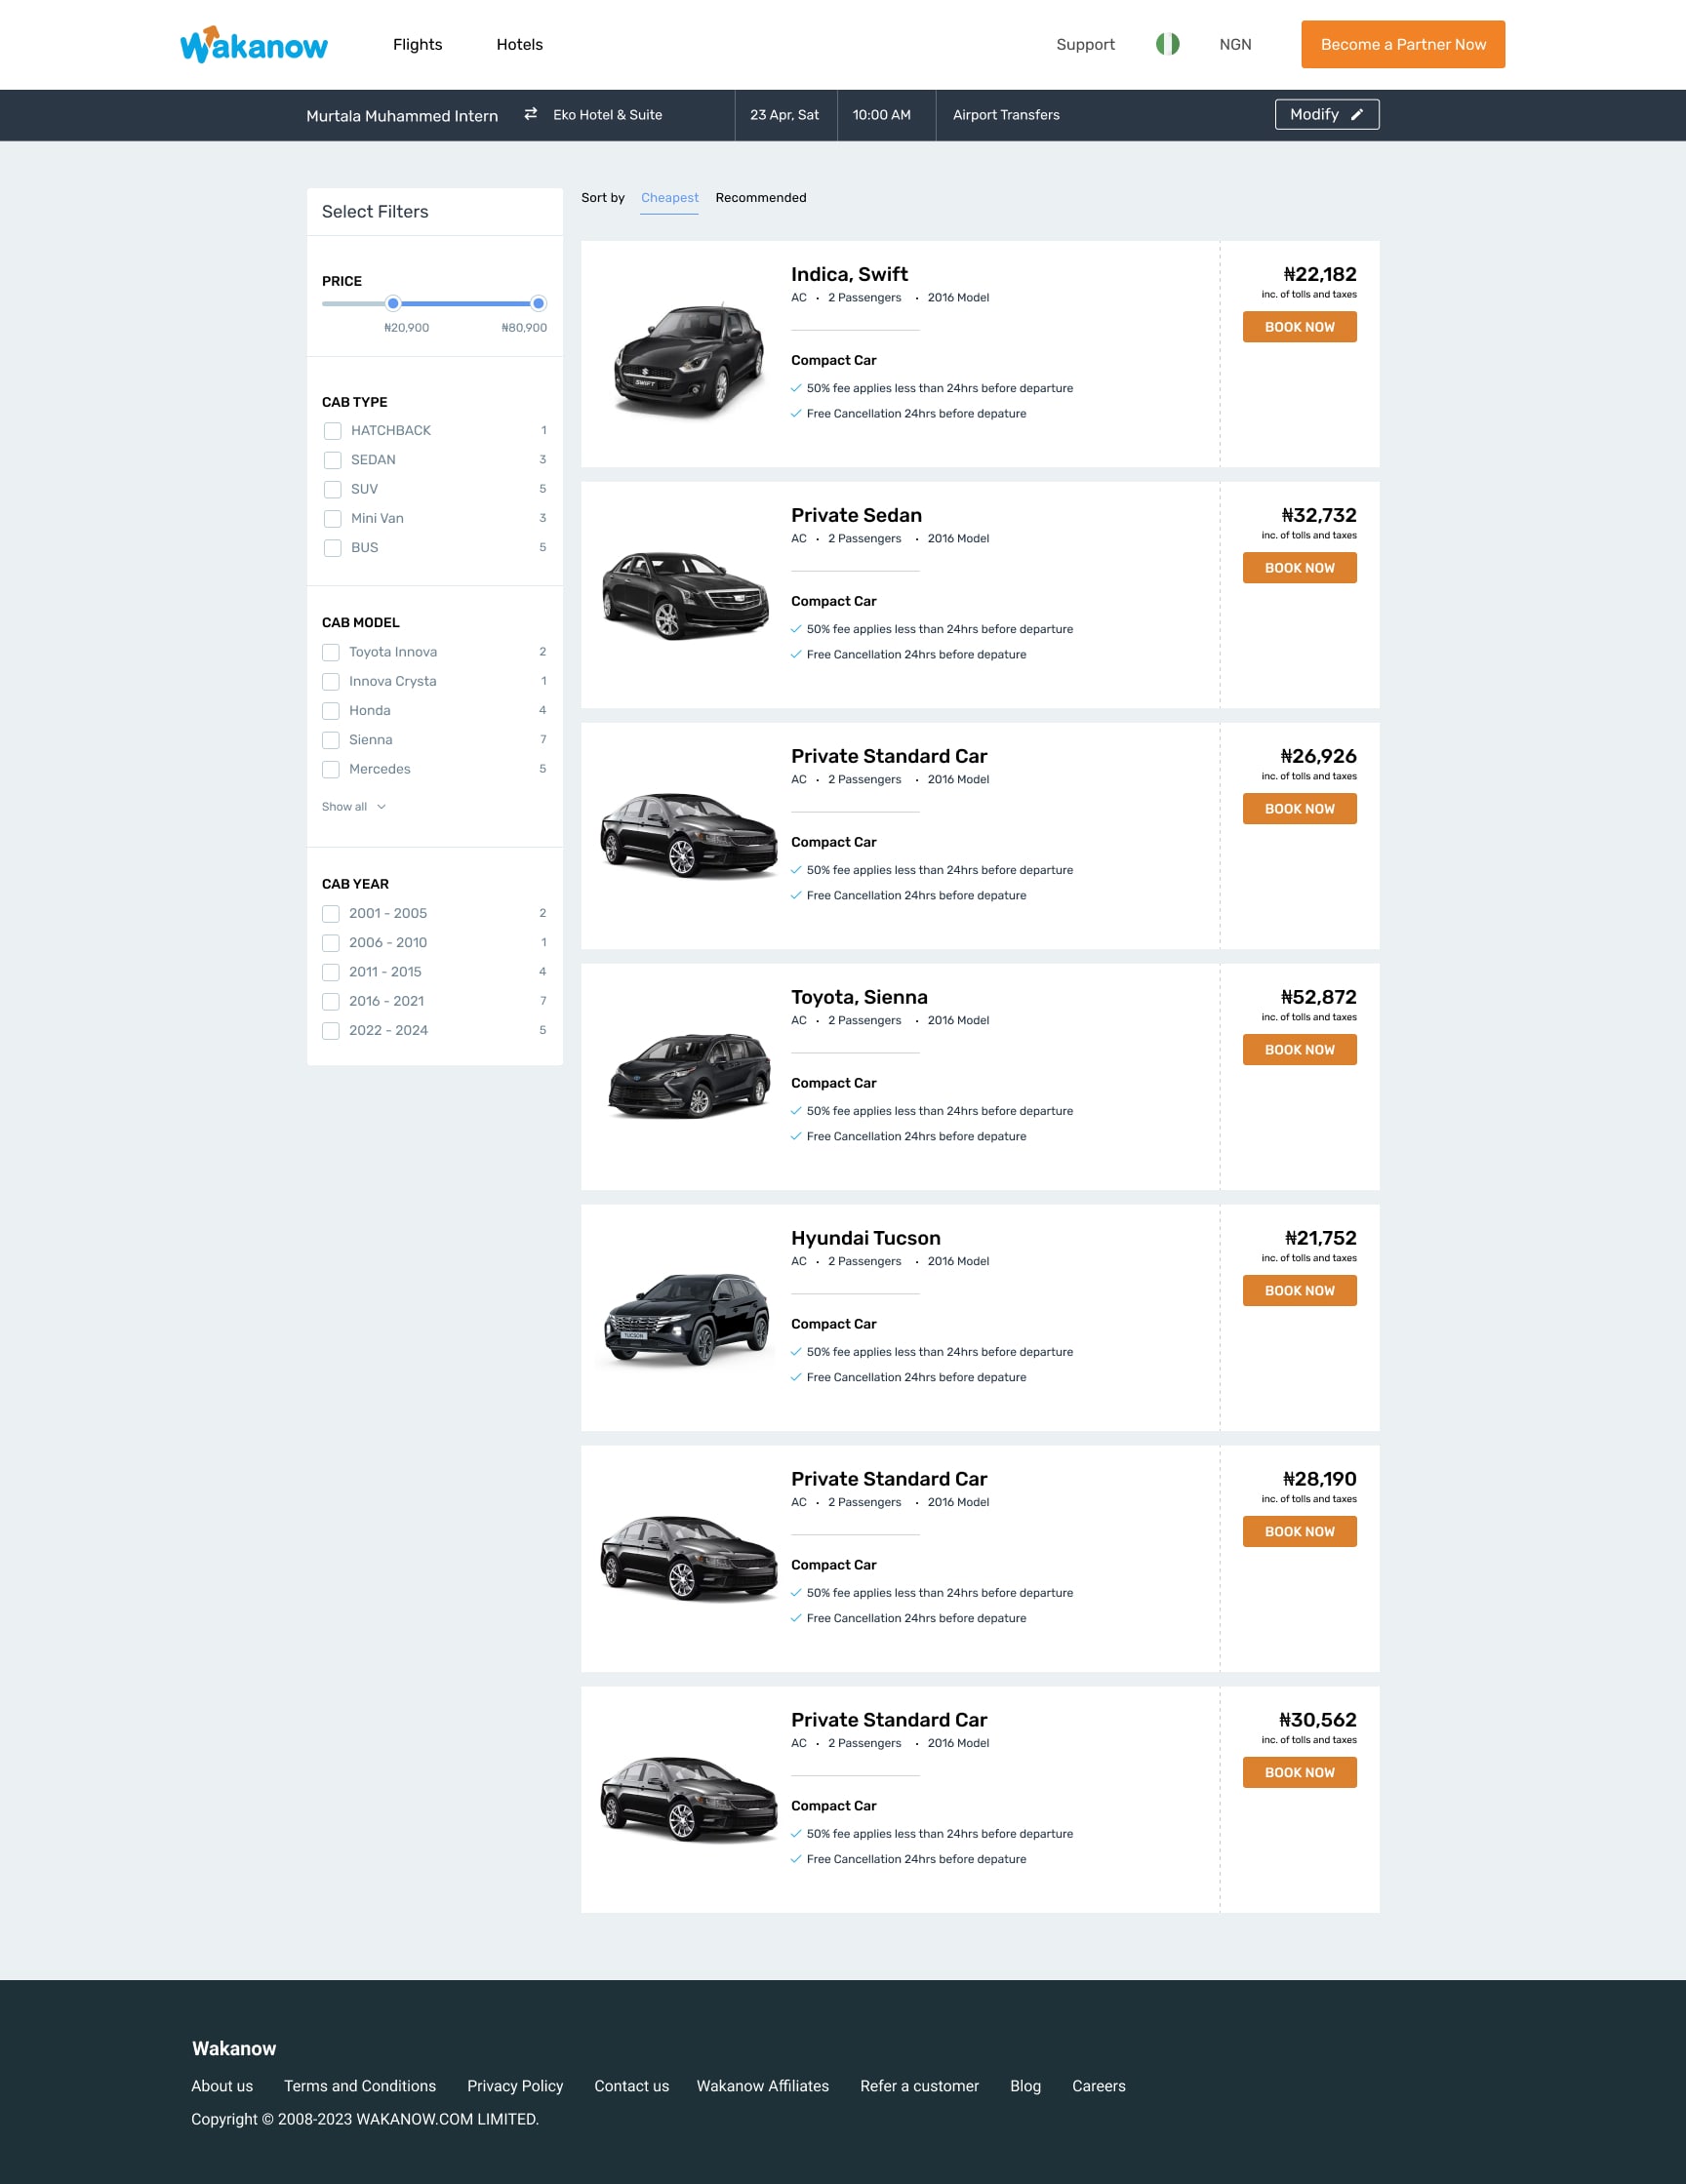 Wakanow
Flights
Hotels
Support
NGN
Become a Partner Now
Murtala Muhammed Intern
Eko Hotel & Suite
23 Apr, Sat
10:00 AM
Airport Transfers
Modify
Select Filters
PRICE
₦20,900
₦80,900
CAB TYPE
HATCHBACK 1
SEDAN 3
SUV 5
Mini Van 3
BUS 5
CAB MODEL
Toyota Innova 2
Innova Crysta 1
Honda 4
Sienna 7
Mercedes 5
Show all
CAB YEAR
2001 - 2005 2
2006 - 2010 1
2011 - 2015 4
2016 - 2021 7
2022 - 2024 5
Sort by Cheapest Recommended
SWIFT
Indica, Swift
AC • 2 Passengers • 2016 Model
Compact Car
50% fee applies less than 24hrs before departure
Free Cancellation 24hrs before depature
₦22,182
inc. of tolls and taxes
BOOK NOW
Private Sedan
AC • 2 Passengers • 2016 Model
Compact Car
50% fee applies less than 24hrs before departure
Free Cancellation 24hrs before depature
₦32,732
inc. of tolls and taxes
BOOK NOW
Private Standard Car
AC • 2 Passengers • 2016 Model
Compact Car
50% fee applies less than 24hrs before departure
Free Cancellation 24hrs before depature
₦26,926
inc. of tolls and taxes
BOOK NOW
Toyota, Sienna
AC • 2 Passengers • 2016 Model
Compact Car
50% fee applies less than 24hrs before departure
Free Cancellation 24hrs before depature
₦52,872
inc. of tolls and taxes
BOOK NOW
TUCSON
Hyundai Tucson
AC • 2 Passengers • 2016 Model
Compact Car
50% fee applies less than 24hrs before departure
Free Cancellation 24hrs before depature
₦21,752
inc. of tolls and taxes
BOOK NOW
Private Standard Car
AC • 2 Passengers • 2016 Model
Compact Car
50% fee applies less than 24hrs before departure
Free Cancellation 24hrs before depature
₦28,190
inc. of tolls and taxes
BOOK NOW
Private Standard Car
AC • 2 Passengers • 2016 Model
Compact Car
50% fee applies less than 24hrs before departure
Free Cancellation 24hrs before depature
₦30,562
inc. of tolls and taxes
BOOK NOW
Wakanow
About us Terms and Conditions Privacy Policy Contact us Wakanow Affiliates Refer a customer Blog Careers
Copyright © 2008-2023 WAKANOW.COM LIMITED.